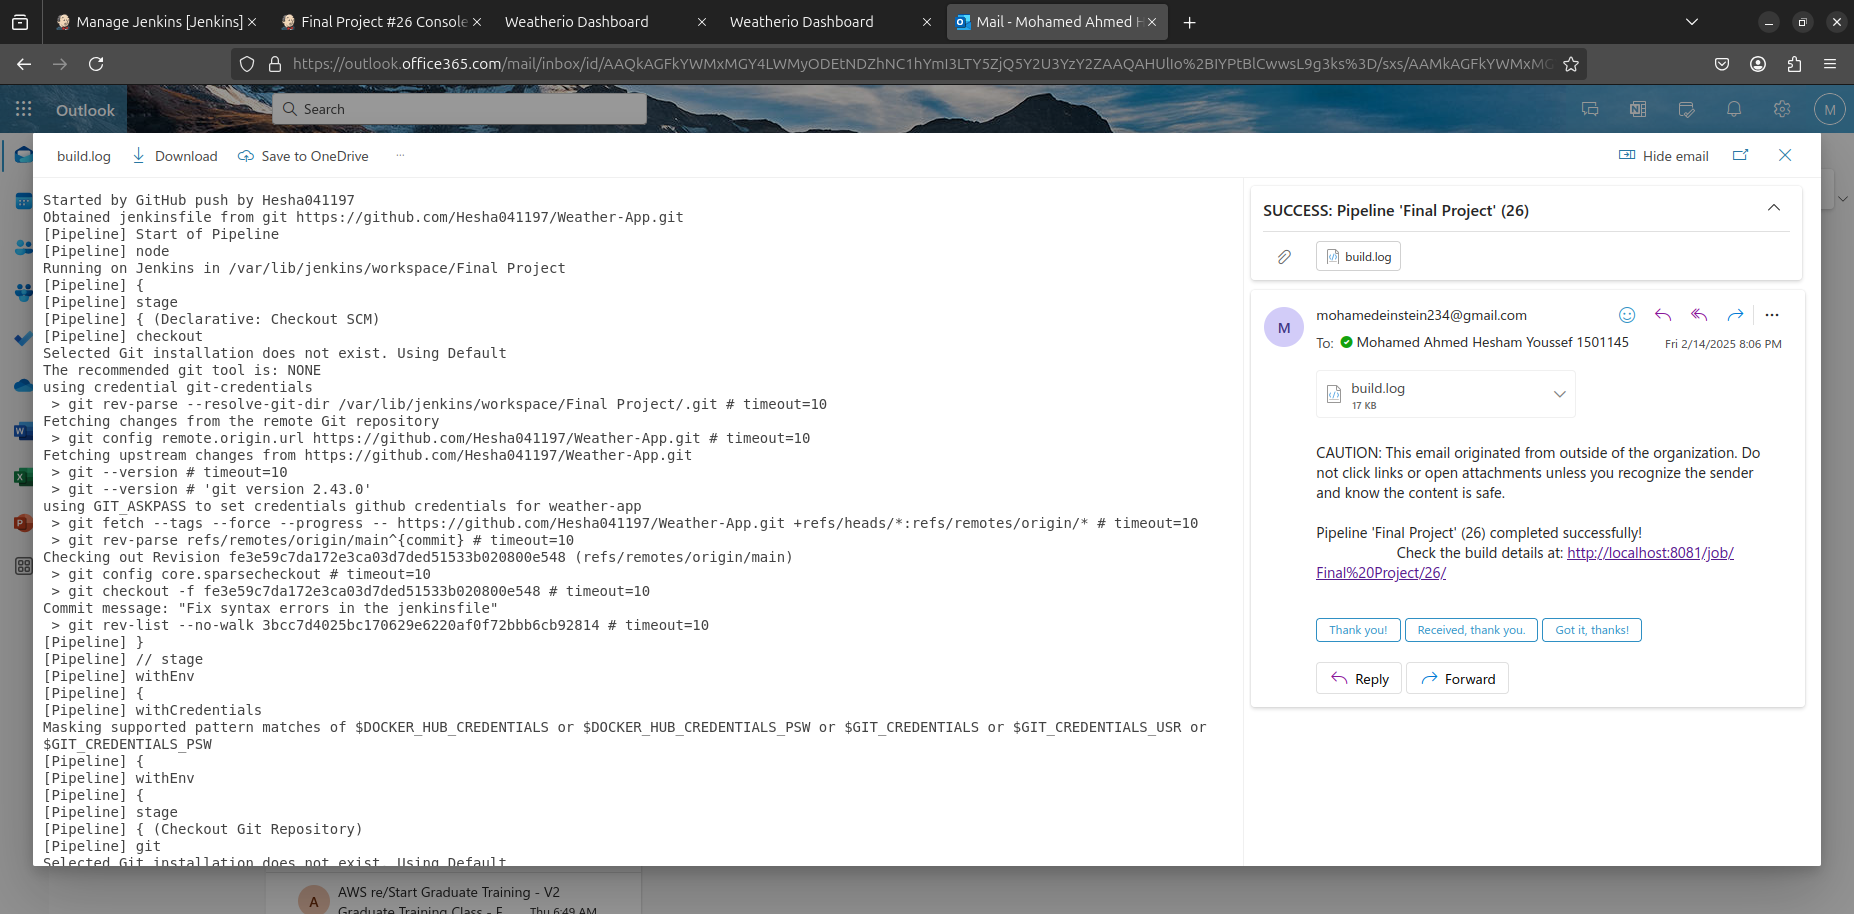 Manage Jenkins [Jenkins]
Final Project #26 Console
Weatherio Dashboard
Weatherio Dashboard
Mail - Mohamed Ahmed H
Outlook
Search
build.log
Download
Save to OneDrive
Hide email
Started by GitHub push by Hesha041197
Obtained jenkinsfile from git https://github.com/Hesha041197/Weather-App.git
[Pipeline] Start of Pipeline
[Pipeline] node
Running on Jenkins in /var/lib/jenkins/workspace/Final Project
[Pipeline] {
[Pipeline] stage
[Pipeline] { (Declarative: Checkout SCM)
[Pipeline] checkout
Selected Git installation does not exist. Using Default
The recommended git tool is: NONE
using credential git-credentials
> git rev-parse --resolve-git-dir /var/lib/jenkins/workspace/Final Project/.git # timeout=10
Fetching changes from the remote Git repository
> git config remote.origin.url https://github.com/Hesha041197/Weather-App.git # timeout=10
Fetching upstream changes from https://github.com/Hesha041197/Weather-App.git
> git --version # timeout=10
> git --version # 'git version 2.43.0'
using GIT_ASKPASS to set credentials github credentials for weather-app
> git fetch --tags --force --progress -- https://github.com/Hesha041197/Weather-App.git +refs/heads/*:refs/remotes/origin/* # timeout=10
> git rev-parse refs/remotes/origin/main^{commit} # timeout=10
Checking out Revision fe3e59c7da172e3ca03d7ded51533b020800e548 (refs/remotes/origin/main)
> git config core.sparsecheckout # timeout=10
> git checkout -f fe3e59c7da172e3ca03d7ded51533b020800e548 # timeout=10
Commit message: "Fix syntax errors in the jenkinsfile"
> git rev-list --no-walk 3bcc7d4025bc170629e6220af0f72bbb6cb92814 # timeout=10
[Pipeline] }
[Pipeline] // stage
[Pipeline] withEnv
[Pipeline] {
[Pipeline] withCredentials
Masking supported pattern matches of $DOCKER_HUB_CREDENTIALS or $DOCKER_HUB_CREDENTIALS_PSW or $GIT_CREDENTIALS or $GIT_CREDENTIALS_USR or
$GIT_CREDENTIALS_PSW
[Pipeline] {
[Pipeline] withEnv
[Pipeline] {
[Pipeline] stage
[Pipeline] { (Checkout Git Repository)
[Pipeline] git
Selected Git installation does not exist. Using Default
SUCCESS: Pipeline 'Final Project' (26)
build.log
M
mohamedeinstein234@gmail.com
To: Mohamed Ahmed Hesham Youssef 1501145
Fri 2/14/2025 8:06 PM
build.log
17 KB
CAUTION: This email originated from outside of the organization. Do
not click links or open attachments unless you recognize the sender
and know the content is safe.
Pipeline 'Final Project' (26) completed successfully!
Check the build details at: http://localhost:8081/job/
Final%20Project/26/
Thank you!
Received, thank you.
Got it, thanks!
Reply
Forward
A
AWS re/Start Graduate Training - V2
Graduate Training Class - F
Thu 6:49 AM